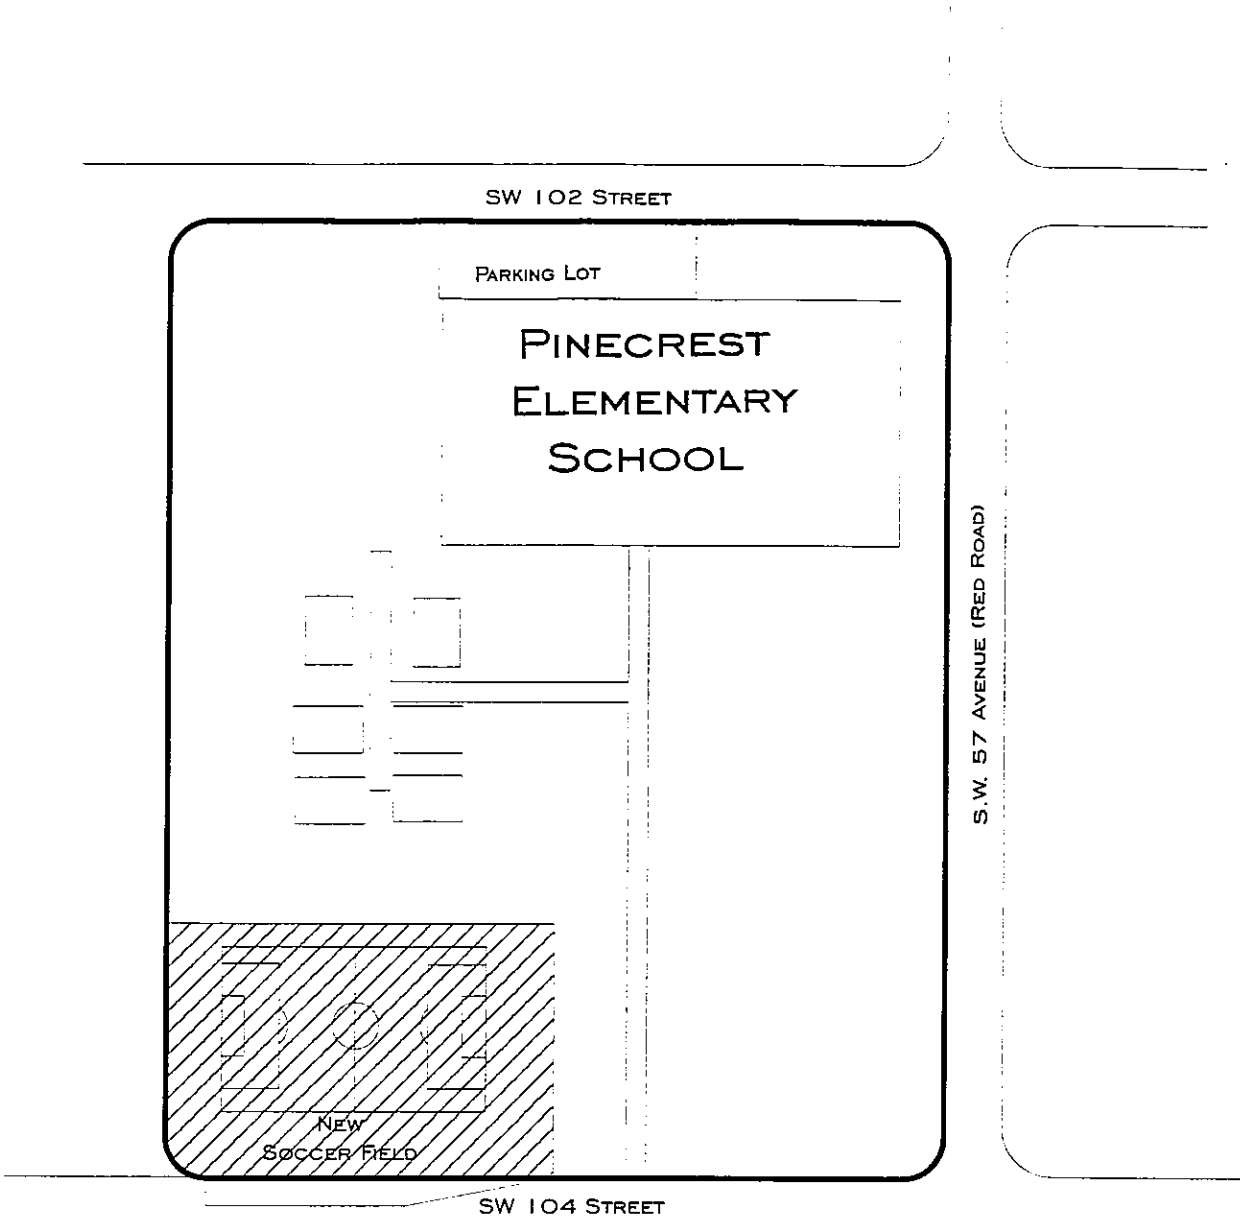 SW 102 STREET
PARKING LOT
PINECREST
ELEMENTARY
SCHOOL
S.W. 57 AVENUE (RED ROAD)
NEW
SOCCER FIELD
SW 104 STREET